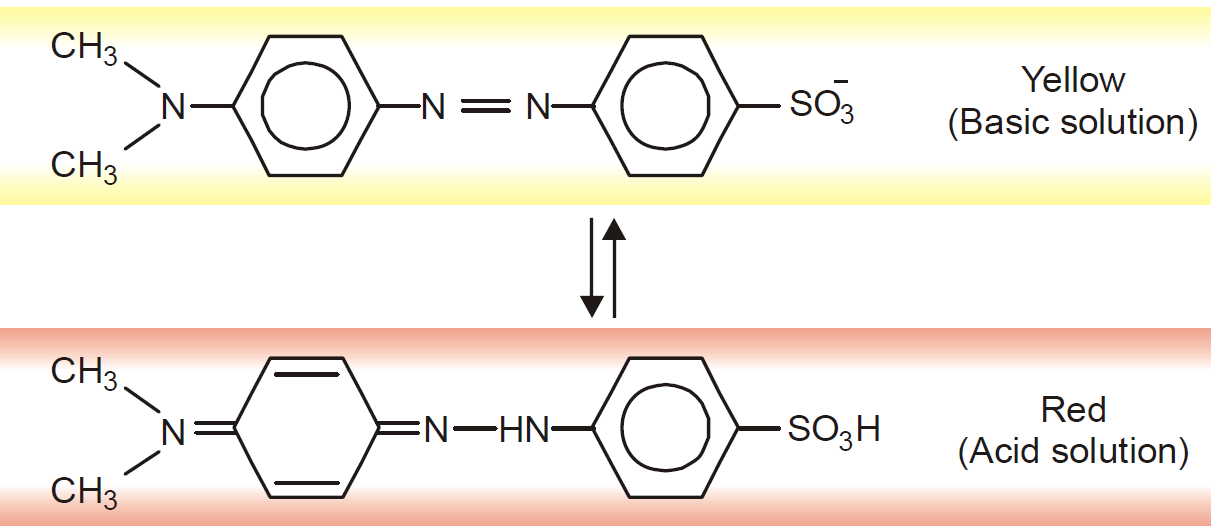 CH₃
N
CH₃
N
N
SO₃⁻
Yellow
(Basic solution)
CH₃
N
CH₃
N
HN
SO₃H
Red
(Acid solution)